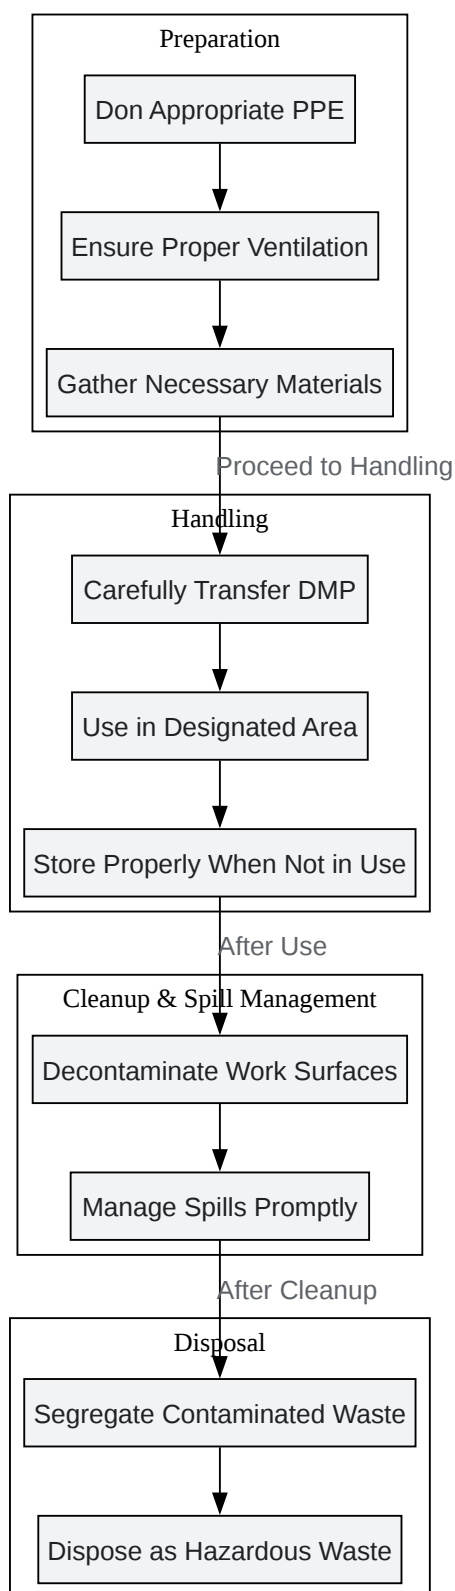 Preparation
Don Appropriate PPE
Ensure Proper Ventilation
Gather Necessary Materials
Proceed to Handling
Handling
Carefully Transfer DMP
Use in Designated Area
Store Properly When Not in Use
After Use
Cleanup & Spill Management
Decontaminate Work Surfaces
Manage Spills Promptly
After Cleanup
Disposal
Segregate Contaminated Waste
Dispose as Hazardous Waste